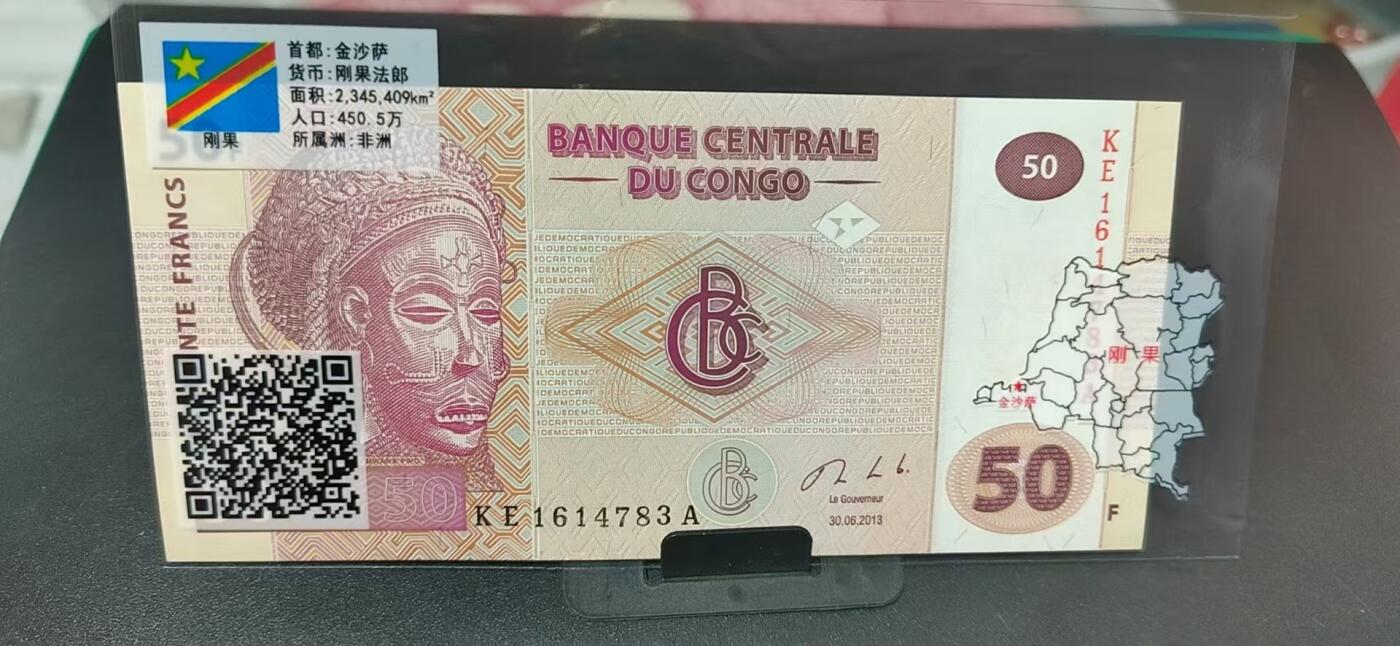 首都:金沙萨
货币:刚果法郎
面积:2,345,409km²
人口:450.5万
所属洲:非洲
刚果
BANQUE CENTRALE
DU CONGO
50
KE161
NTE FRANCS
刚果
金沙萨
50
50
KE1614783A
Le Gouverneur
30.06.2013
F